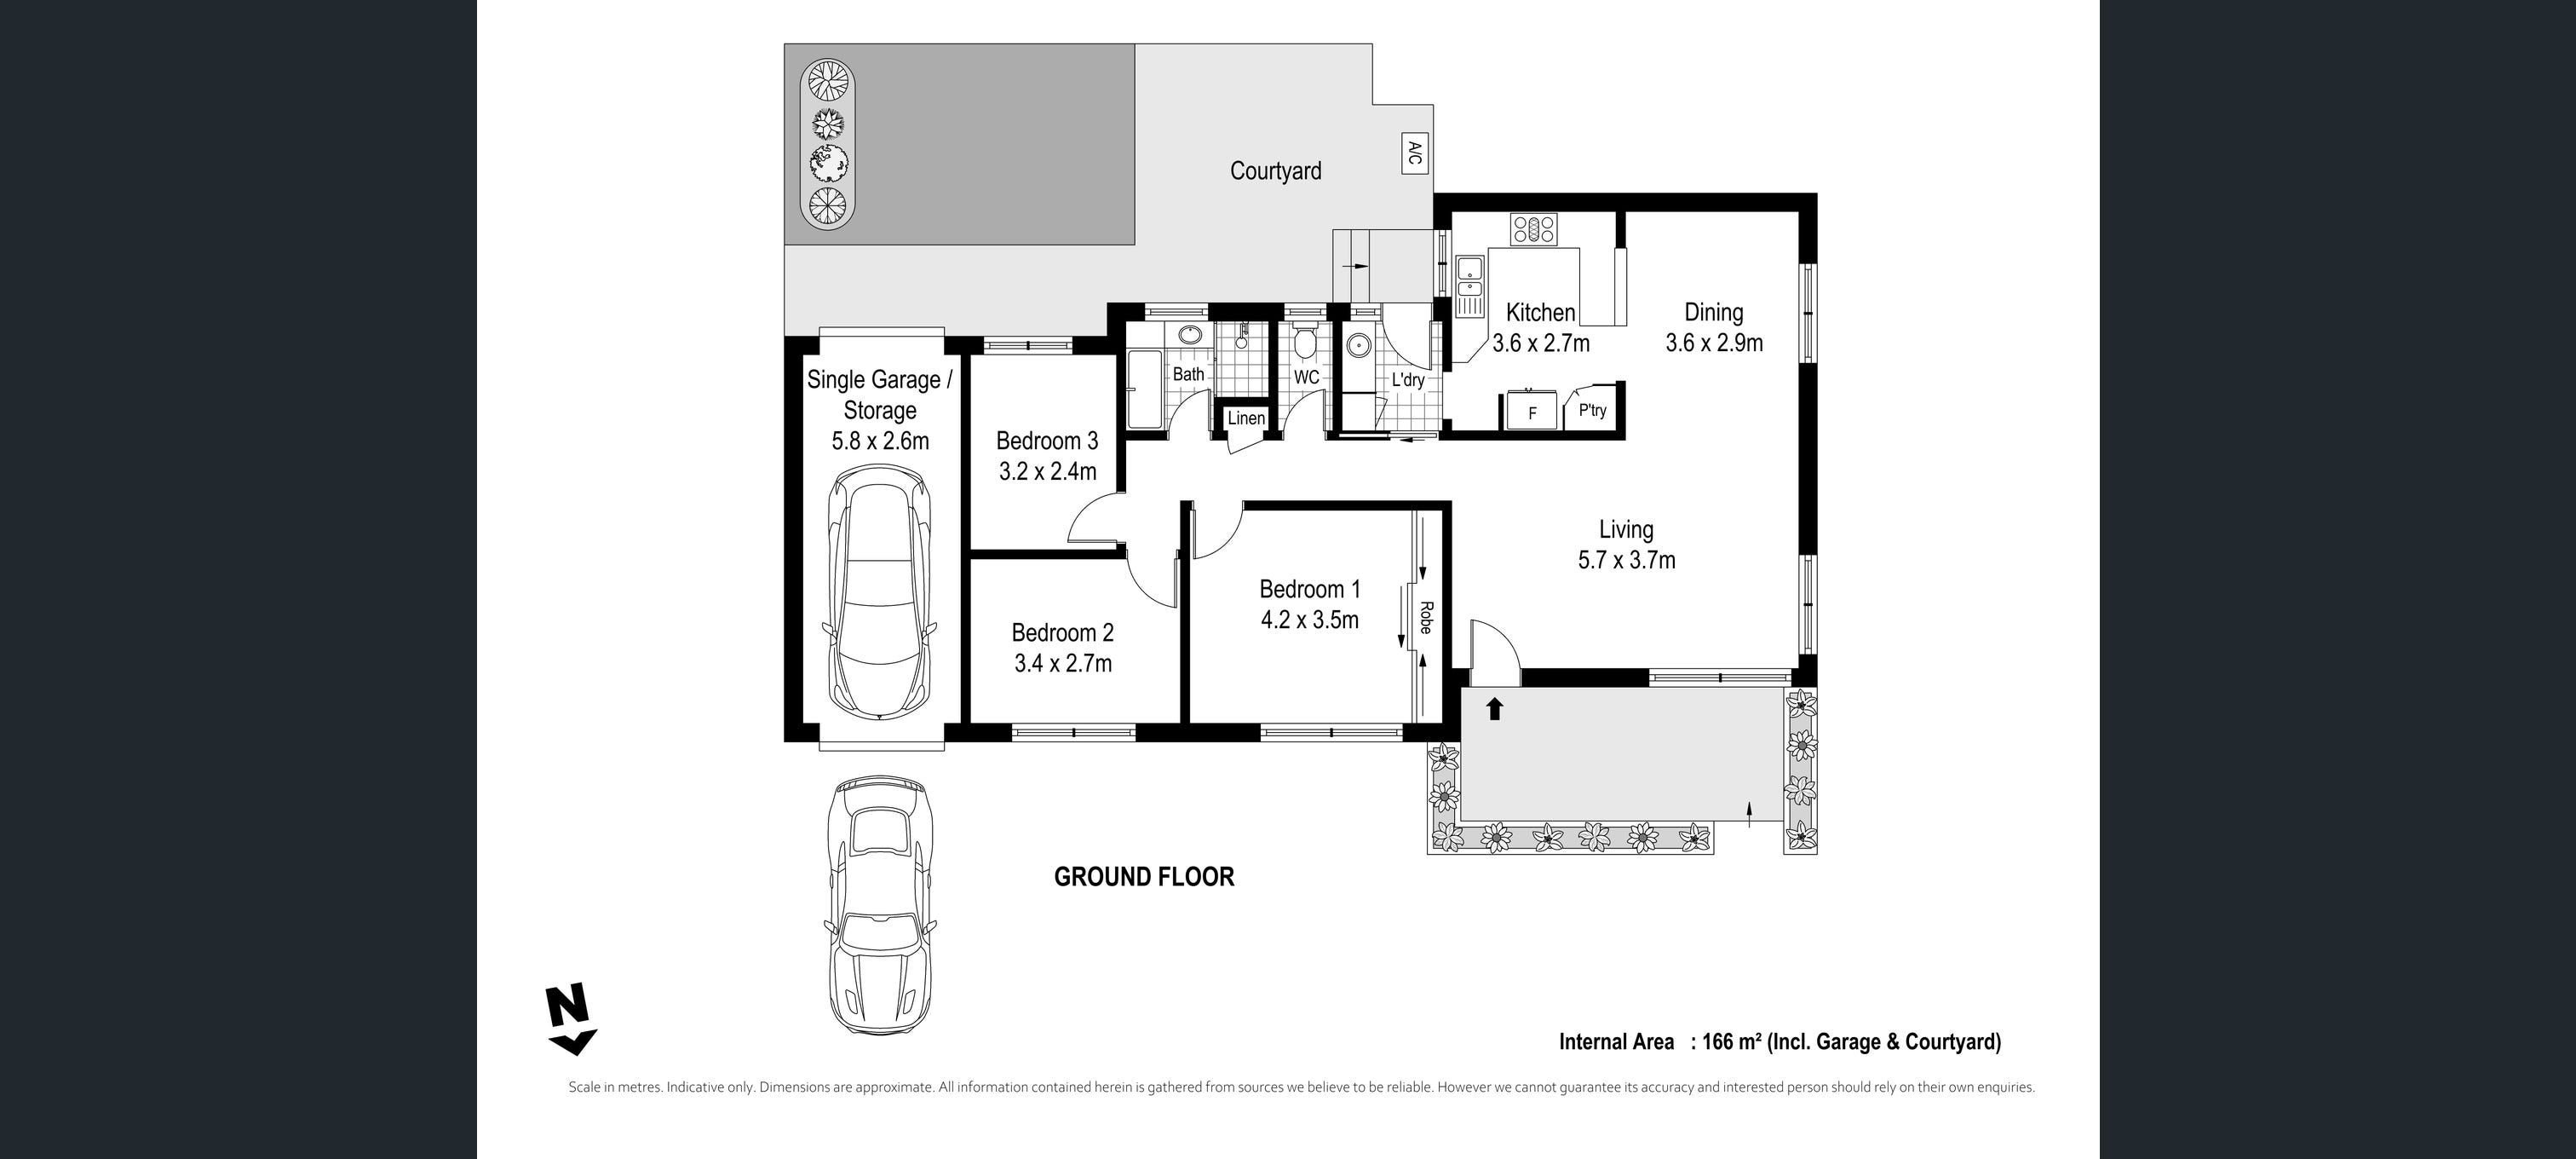 Courtyard
A/C
Kitchen
3.6 x 2.7m
Dining
3.6 x 2.9m
Single Garage /
Storage
5.8 x 2.6m
Bath
WC
L'dry
Linen
F
P'try
Bedroom 3
3.2 x 2.4m
Living
5.7 x 3.7m
Bedroom 1
4.2 x 3.5m
Robe
Bedroom 2
3.4 x 2.7m
GROUND FLOOR
N
Internal Area : 166 m² (Incl. Garage & Courtyard)
Scale in metres. Indicative only. Dimensions are approximate. All information contained herein is gathered from sources we believe to be reliable. However we cannot guarantee its accuracy and interested person should rely on their own enquiries.